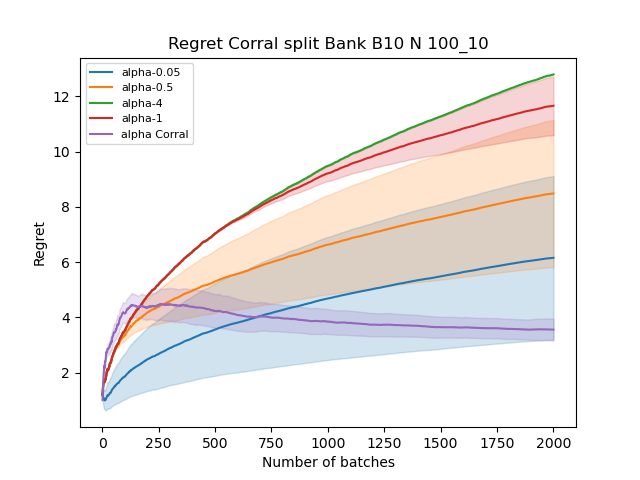 Regret Corral split Bank B10 N 100_10
alpha-0.05
alpha-0.5
alpha-4
alpha-1
alpha Corral
12
10
8
6
4
2
Regret
0
250
500
750
1000
1250
1500
1750
2000
Number of batches